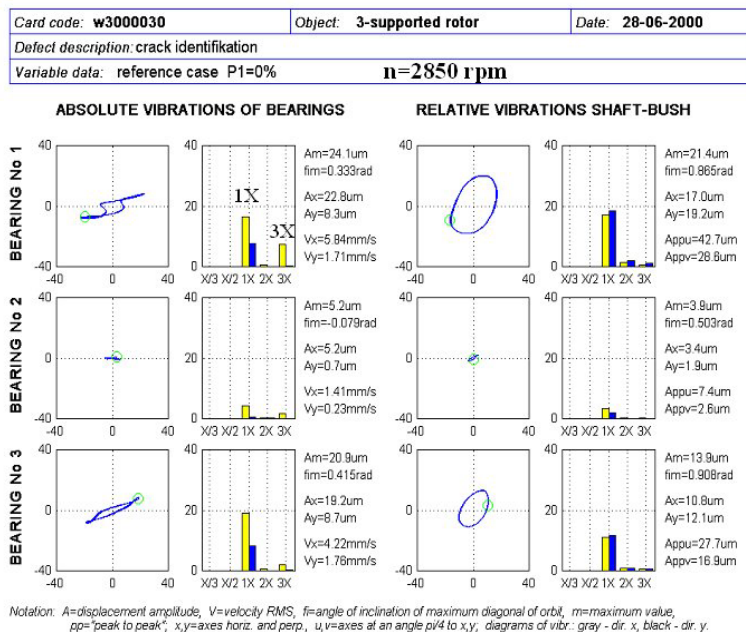 Card code: w3000030 Object: 3-supported rotor Date: 28-06-2000
Defect description: crack identifikation
Variable data: reference case P1=0% n=2850 rpm
ABSOLUTE VIBRATIONS OF BEARINGS RELATIVE VIBRATIONS SHAFT-BUSH
BEARING No 1
40
0
-40
40
20
0
1X
3X
X/3 X/2 1X 2X 3X
Am=24.1um
fim=0.333rad
Ax=22.8um
Ay=8.3um
Vx=5.84mm/s
Vy=1.71mm/s
40
0
-40
40
20
0
X/3 X/2 1X 2X 3X
Am=21.4um
fim=0.865rad
Ax=17.0um
Ay=19.2um
Appu=42.7um
Appv=28.8um
BEARING No 2
40
0
-40
-40 0 40
40
20
0
X/3 X/2 1X 2X 3X
Am=5.2um
fim=-0.079rad
Ax=5.2um
Ay=0.7um
Vx=1.41mm/s
Vy=0.23mm/s
40
0
-40
-40 0 40
40
20
0
X/3 X/2 1X 2X 3X
Am=3.9um
fim=0.503rad
Ax=3.4um
Ay=1.9um
Appu=7.4um
Appv=2.6um
BEARING No 3
40
0
-40
-40 0 40
40
20
0
X/3 X/2 1X 2X 3X
Am=20.9um
fim=0.415rad
Ax=19.2um
Ay=8.7um
Vx=4.22mm/s
Vy=1.76mm/s
40
0
-40
-40 0 40
40
20
0
X/3 X/2 1X 2X 3X
Am=13.9um
fim=0.908rad
Ax=10.8um
Ay=12.1um
Appu=27.7um
Appv=16.9um
Notation: A=displacement amplitude, V=velocity RMS, fi=angle of inclination of maximum diagonal of orbit, m=maximum value,
pp="peak to peak"; x,y=axes horiz. and perp., u,v=axes at an angle pi/4 to x,y; diagrams of vibr.: gray - dir. x, black - dir. y.